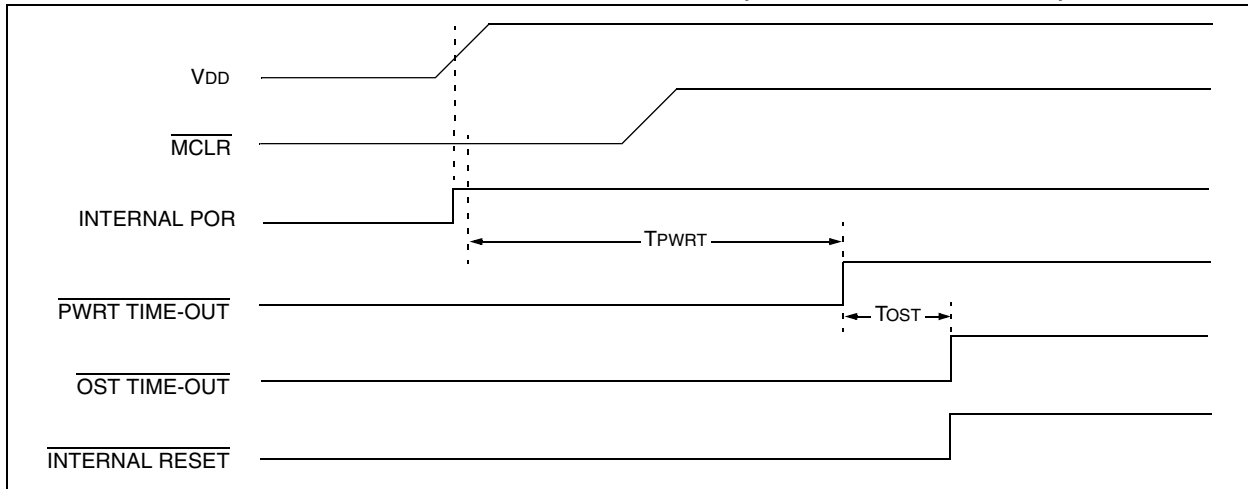 VDD
MCLR
INTERNAL POR
TPWRT
PWRT TIME-OUT
TOST
OST TIME-OUT
INTERNAL RESET